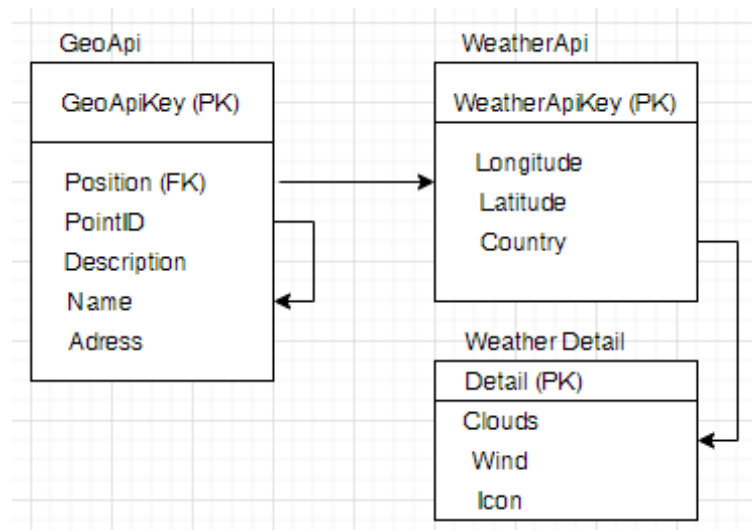 GeoApi
GeoApiKey (PK)
Position (FK)
PointID
Description
Name
Adress
WeatherApi
WeatherApiKey (PK)
Longitude
Latitude
Country
Weather Detail
Detail (PK)
Clouds
Wind
Icon